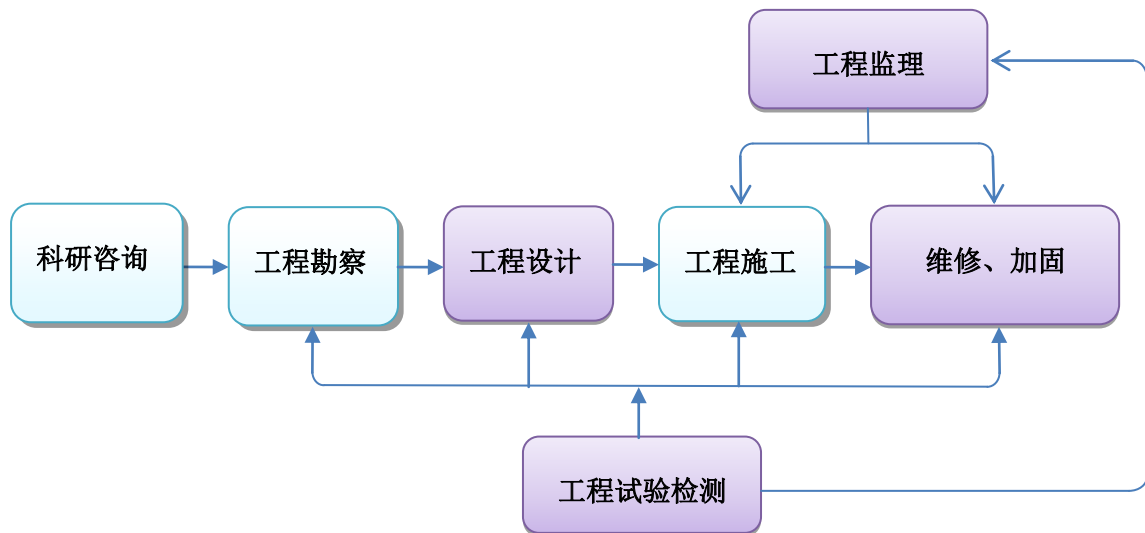 工程监理
科研咨询
工程勘察
工程设计
工程施工
维修、加固
工程试验检测